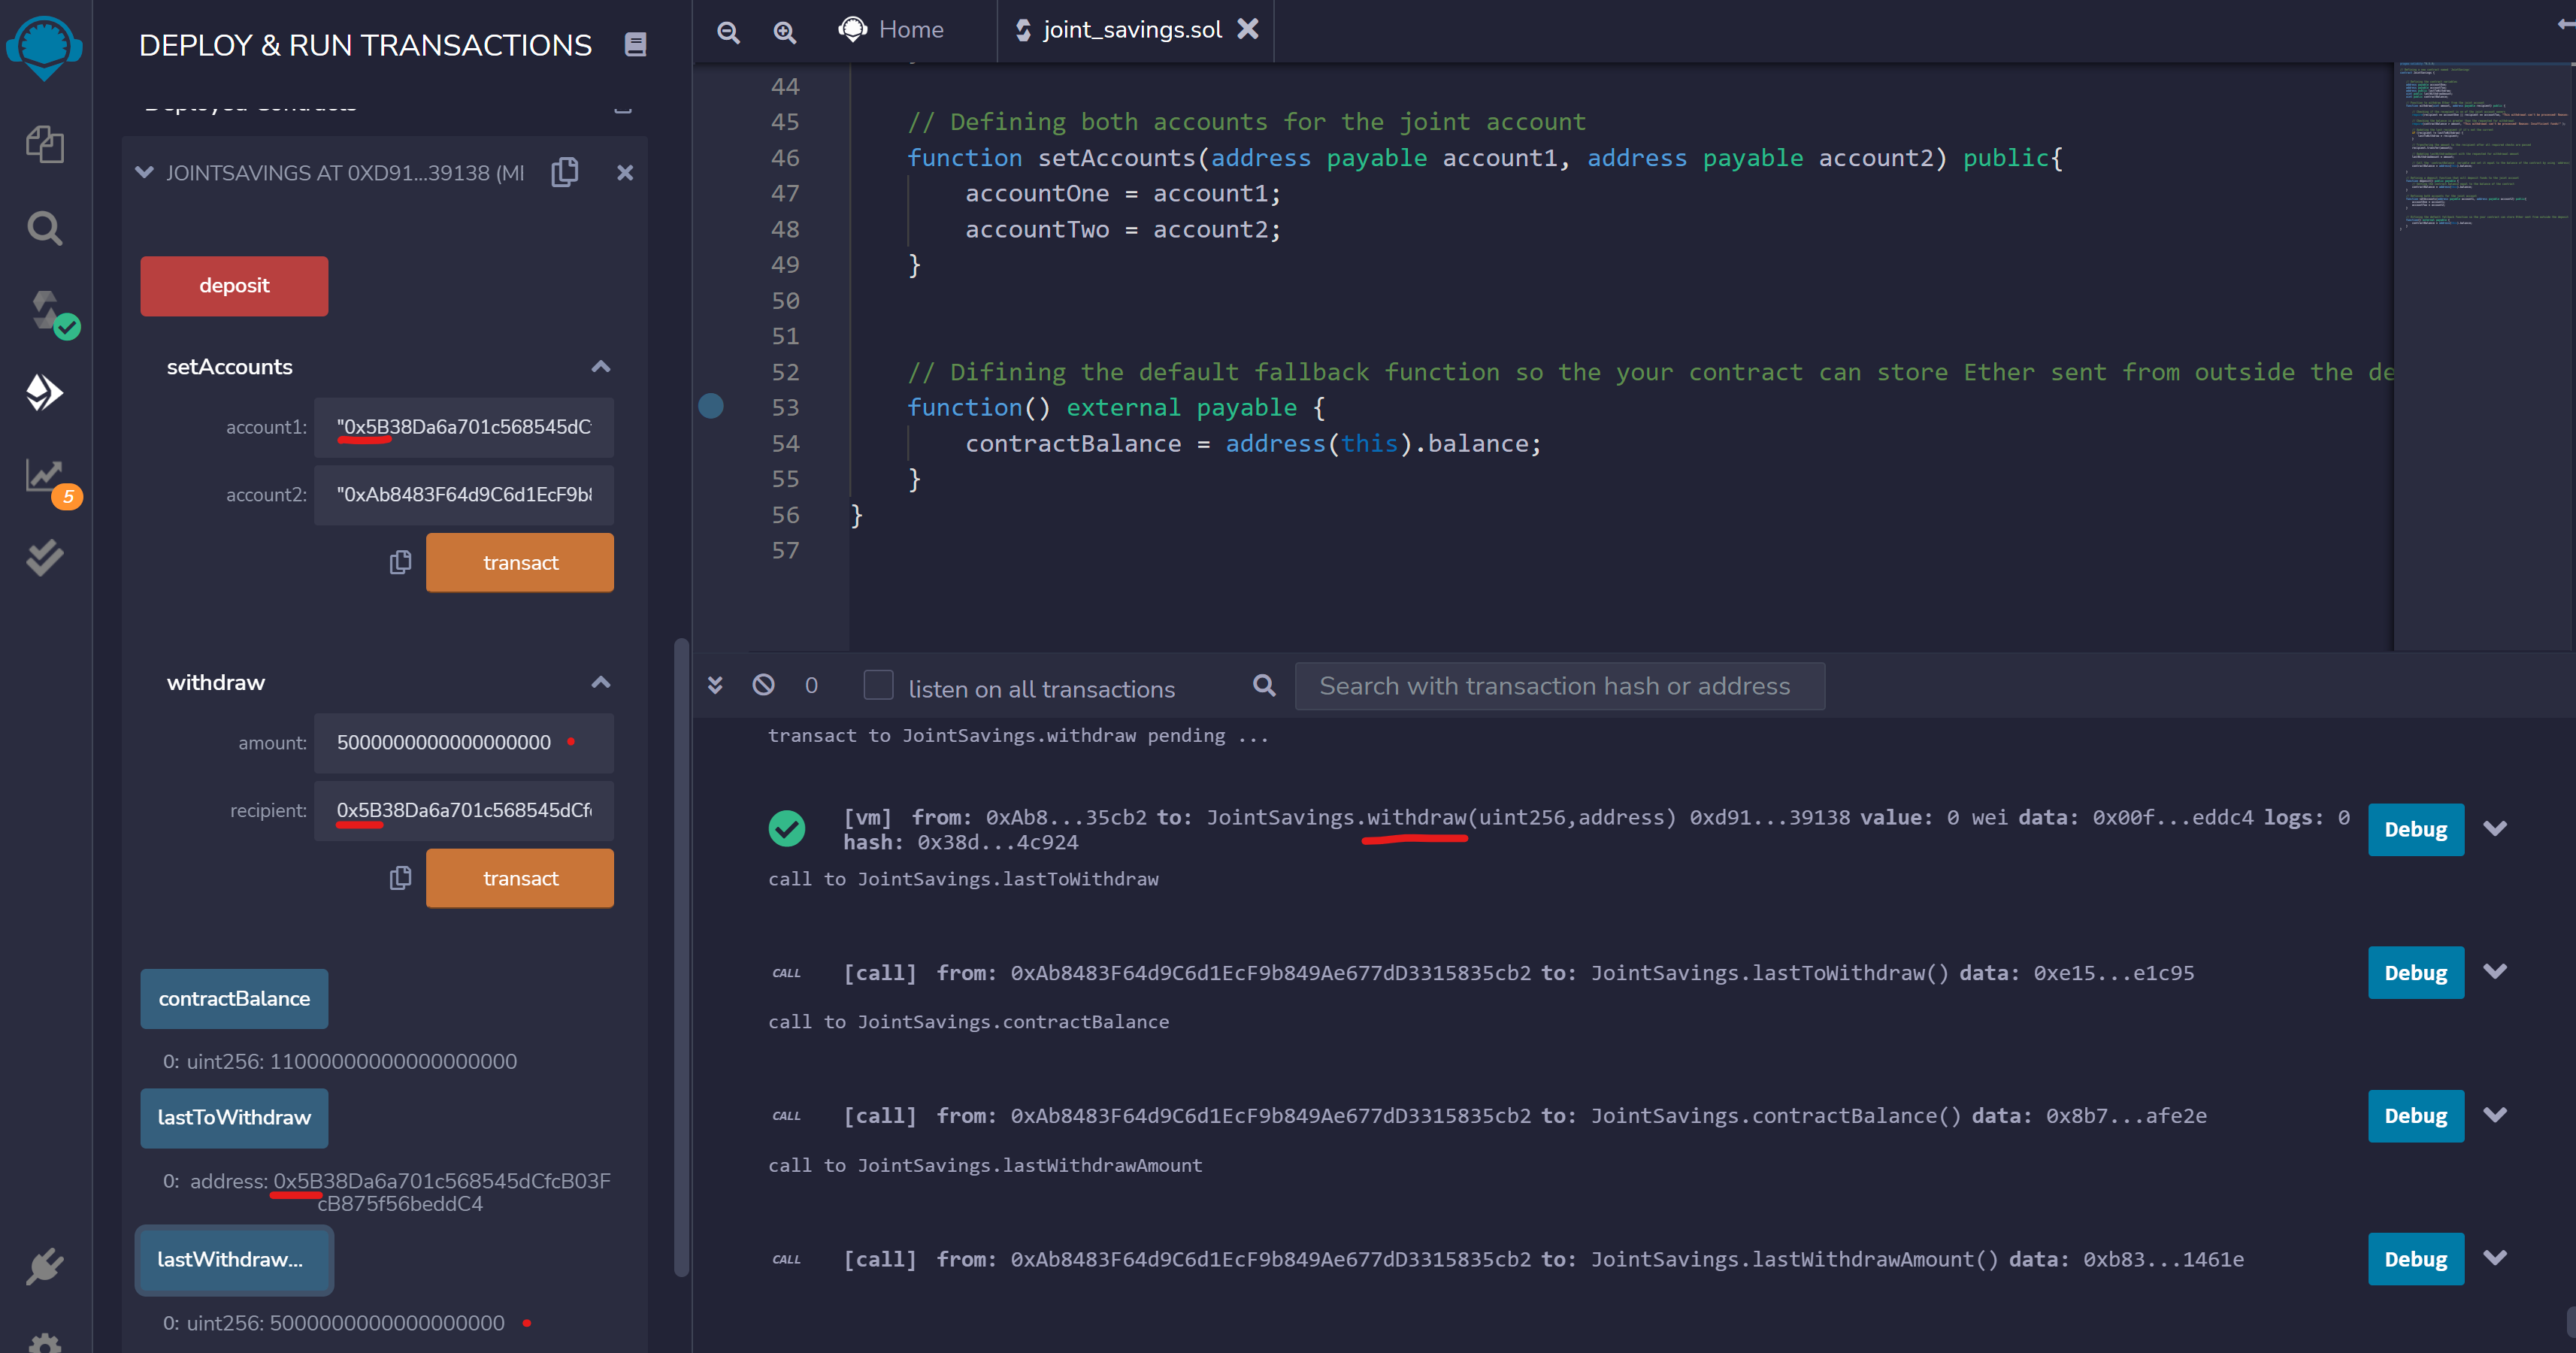 DEPLOY & RUN TRANSACTIONS
Deployed Contracts
JOINTSAVINGS AT 0XD91...39138 (MI
deposit
setAccounts
account1: "0x5B38Da6a701c568545dC
account2: "0xAb8483F64d9C6d1EcF9b
transact
withdraw
amount: 5000000000000000000
recipient: 0x5B38Da6a701c568545dCf
transact
contractBalance
0: uint256: 11000000000000000000
lastToWithdraw
0: address: 0x5B38Da6a701c568545dCfcB03F
cB875f56beddC4
lastWithdraw...
0: uint256: 5000000000000000000
5
Home
joint_savings.sol
44
45 // Defining both accounts for the joint account
46 function setAccounts(address payable account1, address payable account2) public{
47 accountOne = account1;
48 accountTwo = account2;
49 }
50
51
52 // Difining the default fallback function so the your contract can store Ether sent from outside the de
53 function() external payable {
54 contractBalance = address(this).balance;
55 }
56 }
57
0 listen on all transactions Search with transaction hash or address
transact to JointSavings.withdraw pending ...
[vm] from: 0xAb8...35cb2 to: JointSavings.withdraw(uint256,address) 0xd91...39138 value: 0 wei data: 0x00f...eddc4 logs: 0
hash: 0x38d...4c924
Debug
call to JointSavings.lastToWithdraw
CALL [call] from: 0xAb8483F64d9C6d1EcF9b849Ae677dD3315835cb2 to: JointSavings.lastToWithdraw() data: 0xe15...e1c95
Debug
call to JointSavings.contractBalance
CALL [call] from: 0xAb8483F64d9C6d1EcF9b849Ae677dD3315835cb2 to: JointSavings.contractBalance() data: 0x8b7...afe2e
Debug
call to JointSavings.lastWithdrawAmount
CALL [call] from: 0xAb8483F64d9C6d1EcF9b849Ae677dD3315835cb2 to: JointSavings.lastWithdrawAmount() data: 0xb83...1461e
Debug